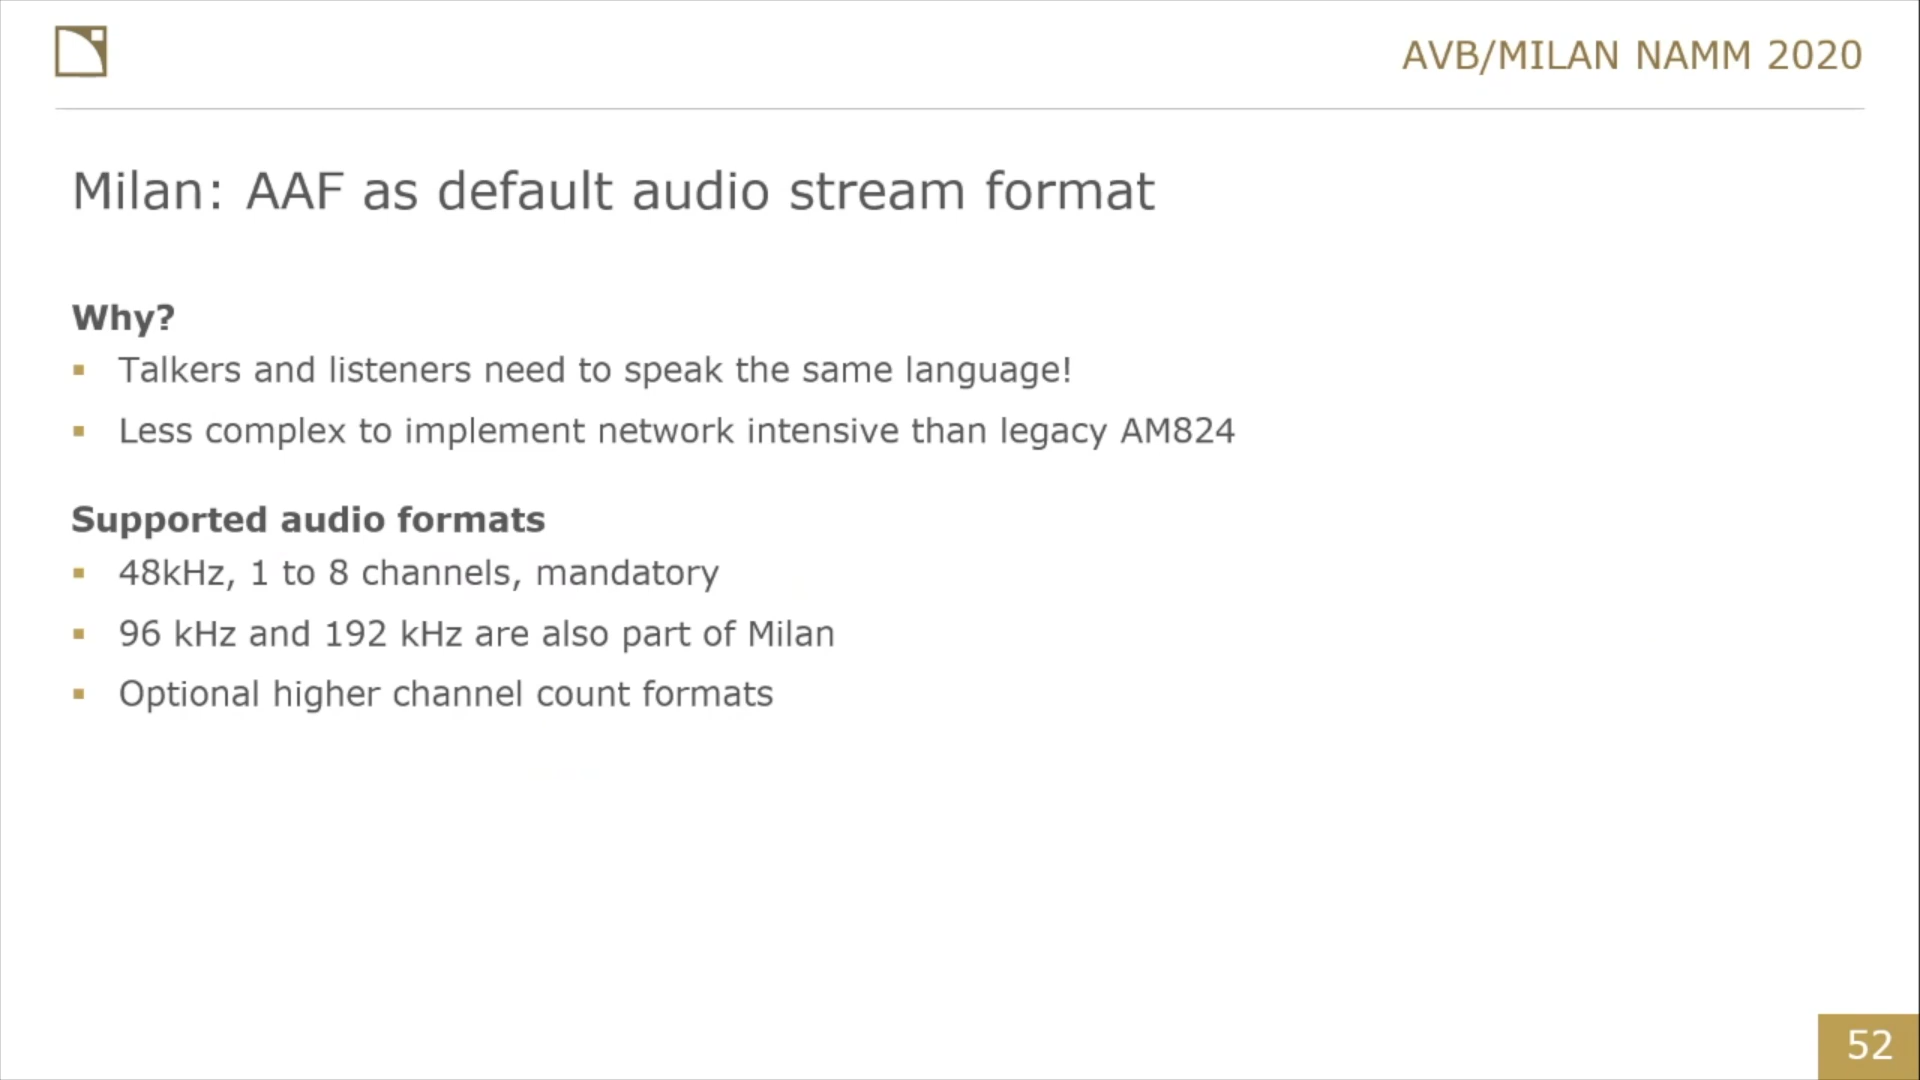 AVB/MILAN NAMM 2020
Milan: AAF as default audio stream format
Why?
Talkers and listeners need to speak the same language!
Less complex to implement network intensive than legacy AM824
Supported audio formats
48kHz, 1 to 8 channels, mandatory
96 kHz and 192 kHz are also part of Milan
Optional higher channel count formats
52